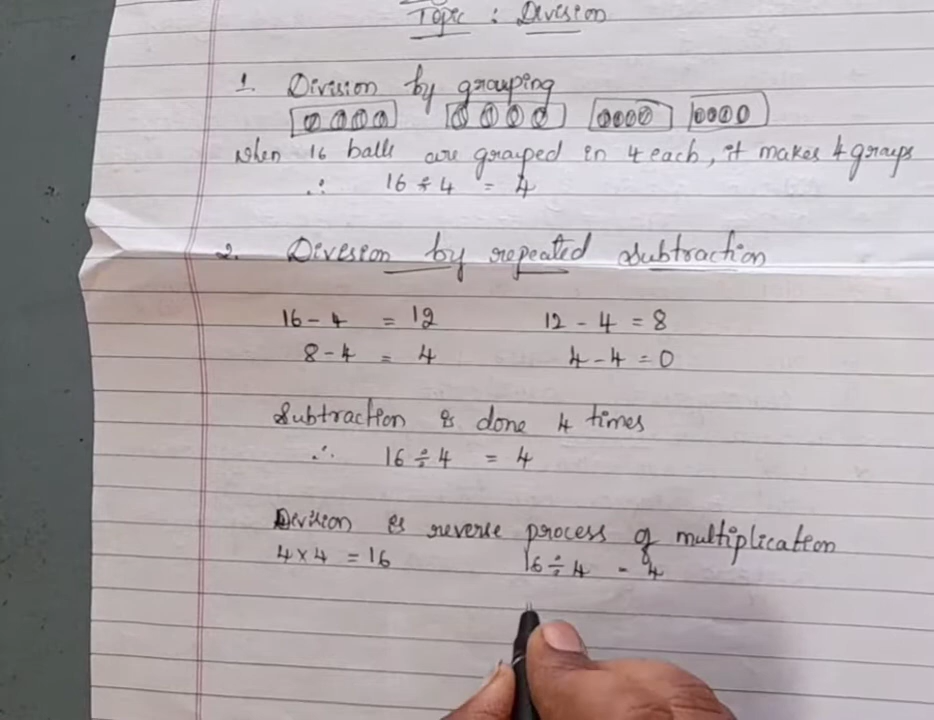 Topic : Division
1. Division by grouping
When 16 balls are grouped in 4 each, it makes 4 groups
∴ 16 ÷ 4 = 4
2. Division by repeated Subtraction
16 - 4 = 12 12 - 4 = 8
8 - 4 = 4 4 - 4 = 0
Subtraction is done 4 times
∴ 16 ÷ 4 = 4
Division is reverse process of multiplication
4 × 4 = 16 16 ÷ 4 = 4